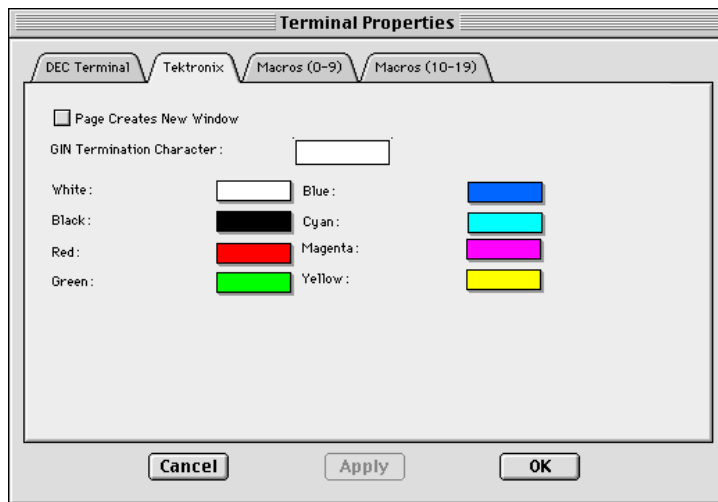 Terminal Properties
DEC Terminal Tektronix Macros (0-9) Macros (10-19)
Page Creates New Window
GIN Termination Character:
White: Blue:
Black: Cyan:
Red: Magenta:
Green: Yellow:
Cancel Apply OK